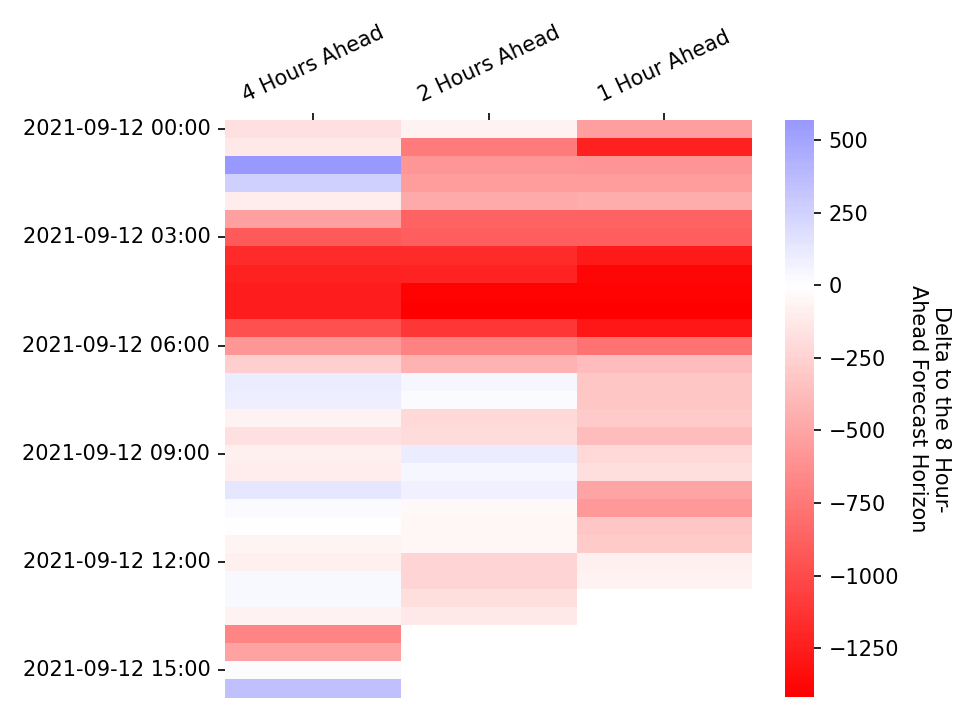 4 Hours Ahead
2 Hours Ahead
1 Hour Ahead
2021-09-12 00:00
2021-09-12 03:00
2021-09-12 06:00
2021-09-12 09:00
2021-09-12 12:00
2021-09-12 15:00
500
250
0
−250
−500
−750
−1000
−1250
Delta to the 8 Hour-
Ahead Forecast Horizon